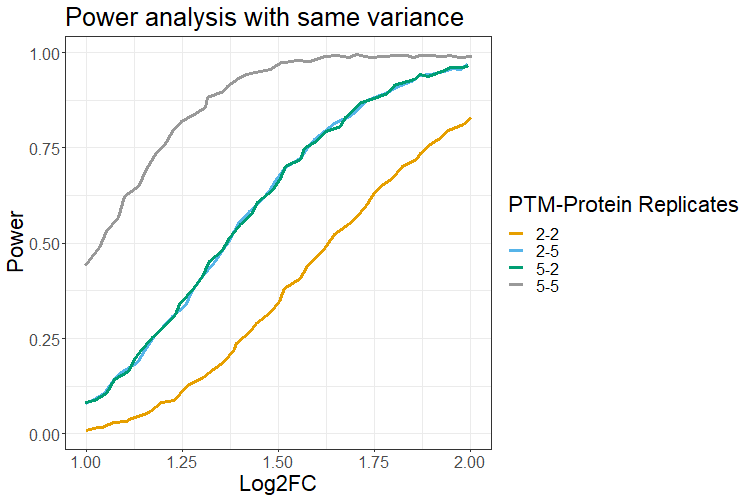 Power analysis with same variance
1.00
0.75
0.50
0.25
0.00
Power
1.00 1.25 1.50 1.75 2.00
Log2FC
PTM-Protein Replicates
2-2
2-5
5-2
5-5